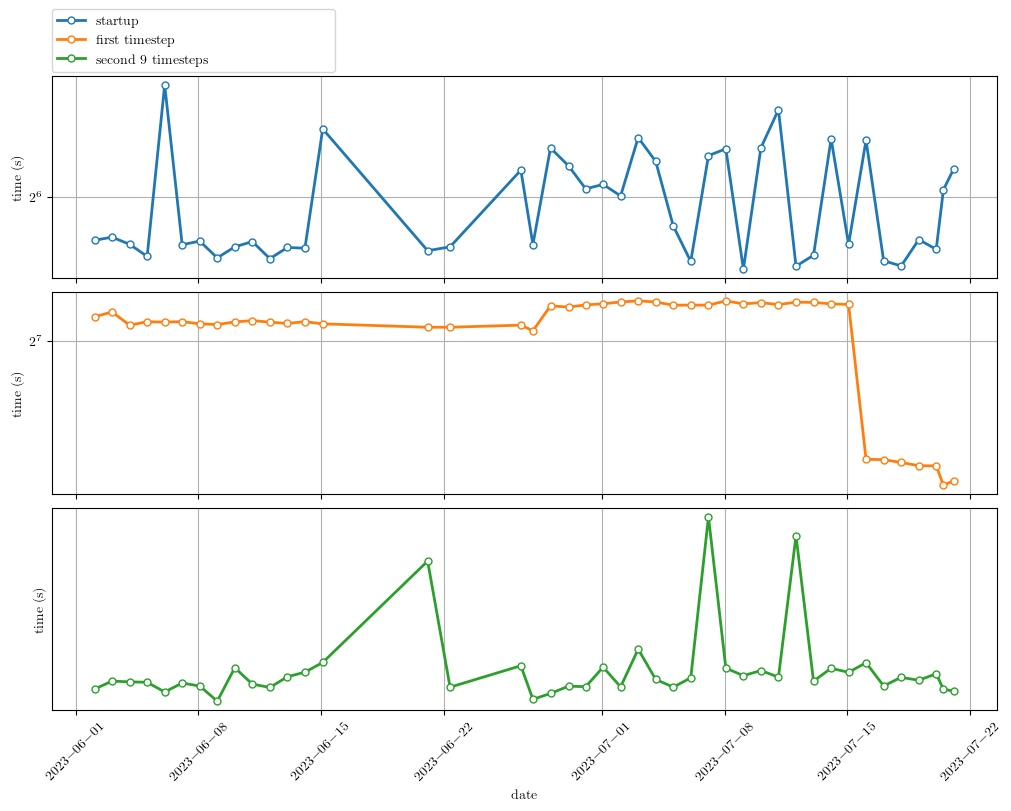 startup
first timestep
second 9 timesteps
time (s)
2^6
time (s)
2^7
time (s)
2023−06−01
2023−06−08
2023−06−15
2023−06−22
2023−07−01
2023−07−08
2023−07−15
2023−07−22
date